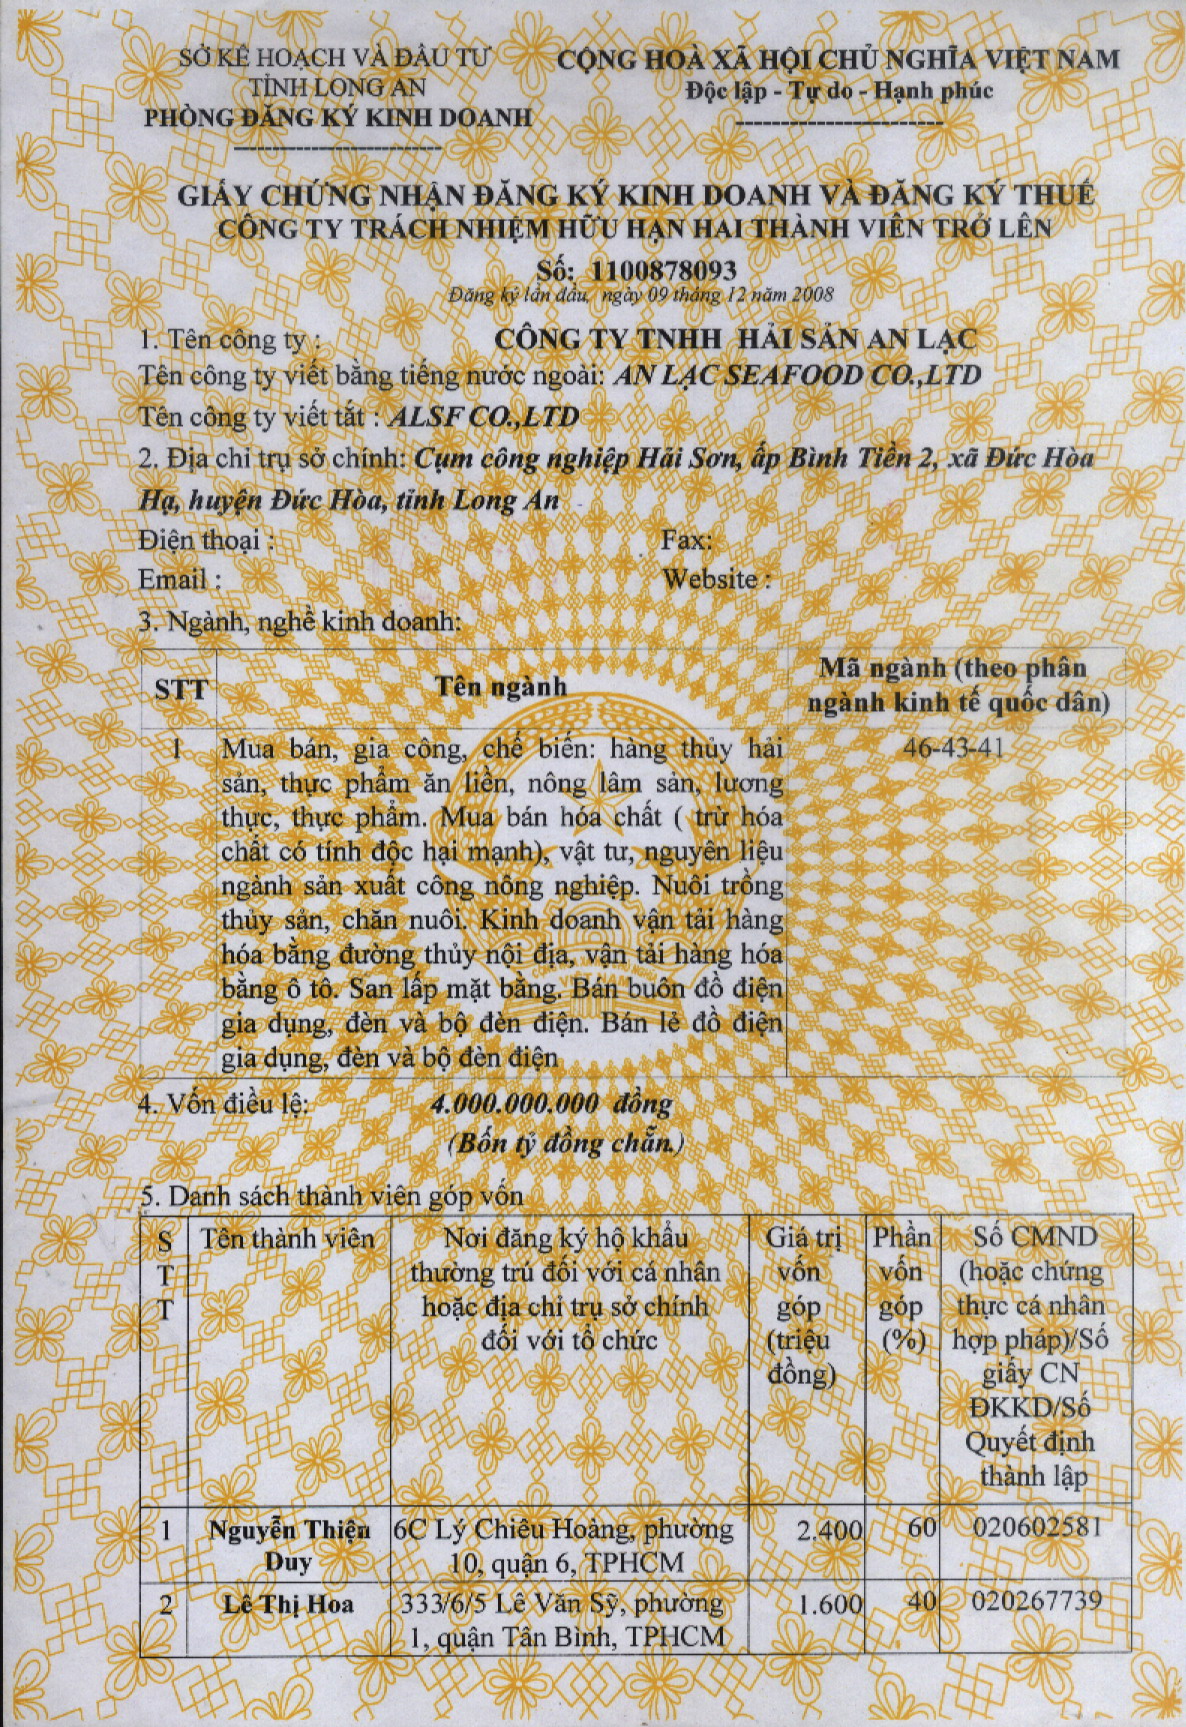 SỞ KẾ HOẠCH VÀ ĐẦU TƯ
TỈNH LONG AN
PHÒNG ĐĂNG KÝ KINH DOANH
CỘNG HOÀ XÃ HỘI CHỦ NGHĨA VIỆT NAM
Độc lập - Tự do - Hạnh phúc
GIẤY CHỨNG NHẬN ĐĂNG KÝ KINH DOANH VÀ ĐĂNG KÝ THUẾ
CÔNG TY TRÁCH NHIỆM HỮU HẠN HAI THÀNH VIÊN TRỞ LÊN
Số: 1100878093
Đăng ký lần đầu, ngày 09 tháng 12 năm 2008
1. Tên công ty : CÔNG TY TNHH HẢI SẢN AN LẠC
Tên công ty viết bằng tiếng nước ngoài: AN LẠC SEAFOOD CO.,LTD
Tên công ty viết tắt : ALSF CO.,LTD
2. Địa chỉ trụ sở chính: Cụm công nghiệp Hải Sơn, ấp Bình Tiền 2, xã Đức Hòa
Hạ, huyện Đức Hòa, tỉnh Long An
Điện thoại : Fax:
Email : Website :
3. Ngành, nghề kinh doanh:
STT Tên ngành Mã ngành (theo phân
ngành kinh tế quốc dân)
1 Mua bán, gia công, chế biến: hàng thủy hải 46-43-41
sản, thực phẩm ăn liền, nông lâm sản, lương
thực, thực phẩm. Mua bán hóa chất ( trừ hóa
chất có tính độc hại mạnh), vật tư, nguyên liệu
ngành sản xuất công nông nghiệp. Nuôi trồng
thủy sản, chăn nuôi. Kinh doanh vận tải hàng
hóa bằng đường thủy nội địa, vận tải hàng hóa
bằng ô tô. San lấp mặt bằng. Bán buôn đồ điện
gia dụng, đèn và bộ đèn điện. Bán lẻ đồ điện
gia dụng, đèn và bộ đèn điện
4. Vốn điều lệ: 4.000.000.000 đồng
(Bốn tỷ đồng chẵn.)
5. Danh sách thành viên góp vốn
S Tên thành viên Nơi đăng ký hộ khẩu Giá trị Phần Số CMND
T thường trú đối với cá nhân vốn vốn (hoặc chứng
T hoặc địa chỉ trụ sở chính góp góp thực cá nhân
đối với tổ chức (triệu (%) hợp pháp)/Số
đồng) giấy CN
ĐKKD/Số
Quyết định
thành lập
1 Nguyễn Thiện 6C Lý Chiêu Hoàng, phường 2.400 60 020602581
Duy 10, quận 6, TPHCM
2 Lê Thị Hoa 333/6/5 Lê Văn Sỹ, phường 1.600 40 020267739
1, quận Tân Bình, TPHCM